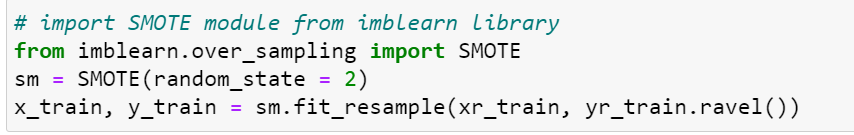 # import SMOTE module from imblearn library
from imblearn.over_sampling import SMOTE
sm = SMOTE(random_state = 2)
x_train, y_train = sm.fit_resample(xr_train, yr_train.ravel())